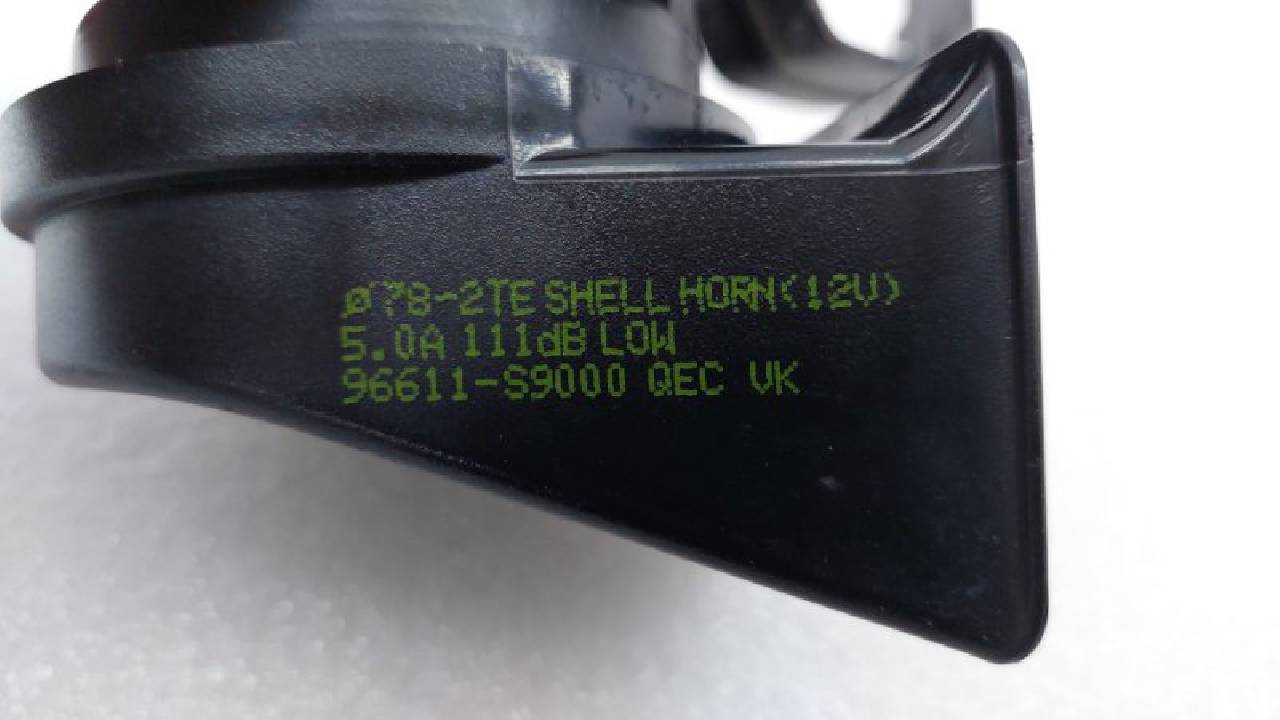 Ø78-2TE SHELL HORN(12V)
5.0A 111dB LOW
96611-S9000 QEC VK